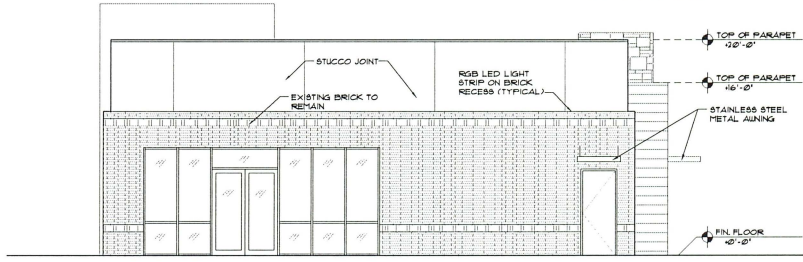 TOP OF PARAPET
+20'-0"
STUCCO JOINT
RGB LED LIGHT
STRIP ON BRICK
RECESS (TYPICAL)
TOP OF PARAPET
+16'-0"
EXISTING BRICK TO
REMAIN
STAINLESS STEEL
METAL AWNING
FIN. FLOOR
+0'-0"